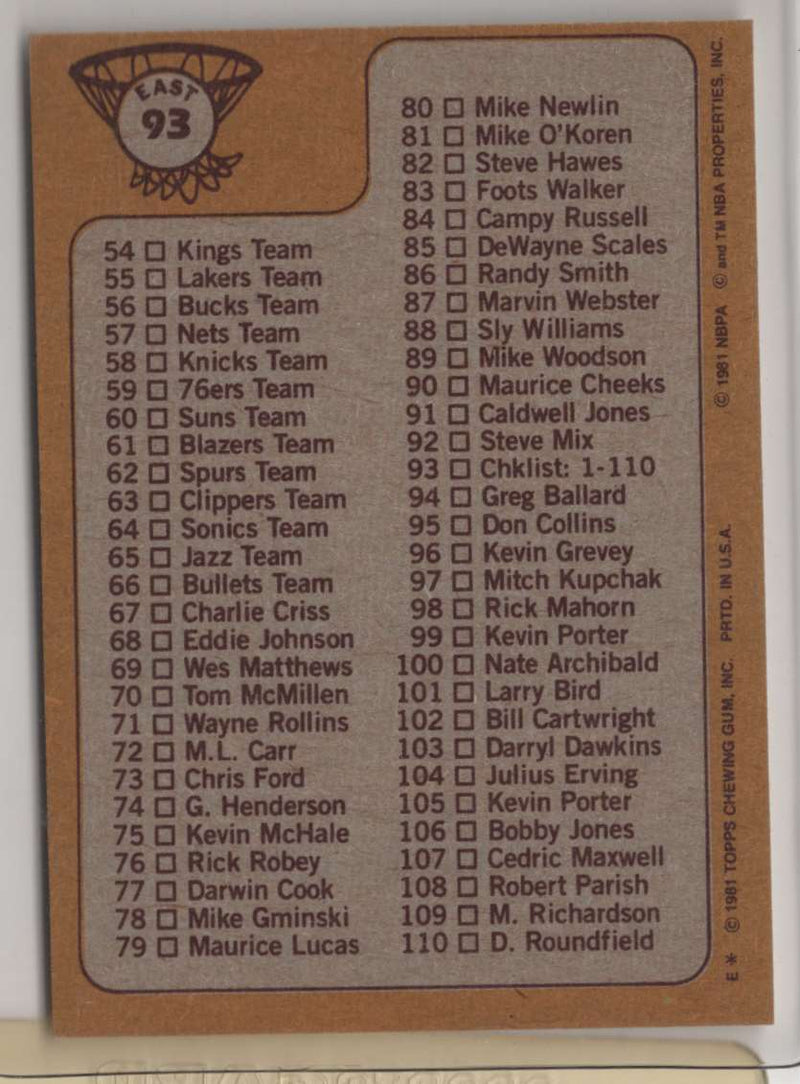 EAST
93
54 □ Kings Team
55 □ Lakers Team
56 □ Bucks Team
57 □ Nets Team
58 □ Knicks Team
59 □ 76ers Team
60 □ Suns Team
61 □ Blazers Team
62 □ Spurs Team
63 □ Clippers Team
64 □ Sonics Team
65 □ Jazz Team
66 □ Bullets Team
67 □ Charlie Criss
68 □ Eddie Johnson
69 □ Wes Matthews
70 □ Tom McMillen
71 □ Wayne Rollins
72 □ M.L. Carr
73 □ Chris Ford
74 □ G. Henderson
75 □ Kevin McHale
76 □ Rick Robey
77 □ Darwin Cook
78 □ Mike Gminski
79 □ Maurice Lucas
80 □ Mike Newlin
81 □ Mike O'Koren
82 □ Steve Hawes
83 □ Foots Walker
84 □ Campy Russell
85 □ DeWayne Scales
86 □ Randy Smith
87 □ Marvin Webster
88 □ Sly Williams
89 □ Mike Woodson
90 □ Maurice Cheeks
91 □ Caldwell Jones
92 □ Steve Mix
93 □ Chklist: 1-110
94 □ Greg Ballard
95 □ Don Collins
96 □ Kevin Grevey
97 □ Mitch Kupchak
98 □ Rick Mahorn
99 □ Kevin Porter
100 □ Nate Archibald
101 □ Larry Bird
102 □ Bill Cartwright
103 □ Darryl Dawkins
104 □ Julius Erving
105 □ Kevin Porter
106 □ Bobby Jones
107 □ Cedric Maxwell
108 □ Robert Parish
109 □ M. Richardson
110 □ D. Roundfield
E * © 1981 TOPPS CHEWING GUM, INC. PRTD. IN U.S.A. © 1981 NBPA © and TM NBA PROPERTIES, INC.